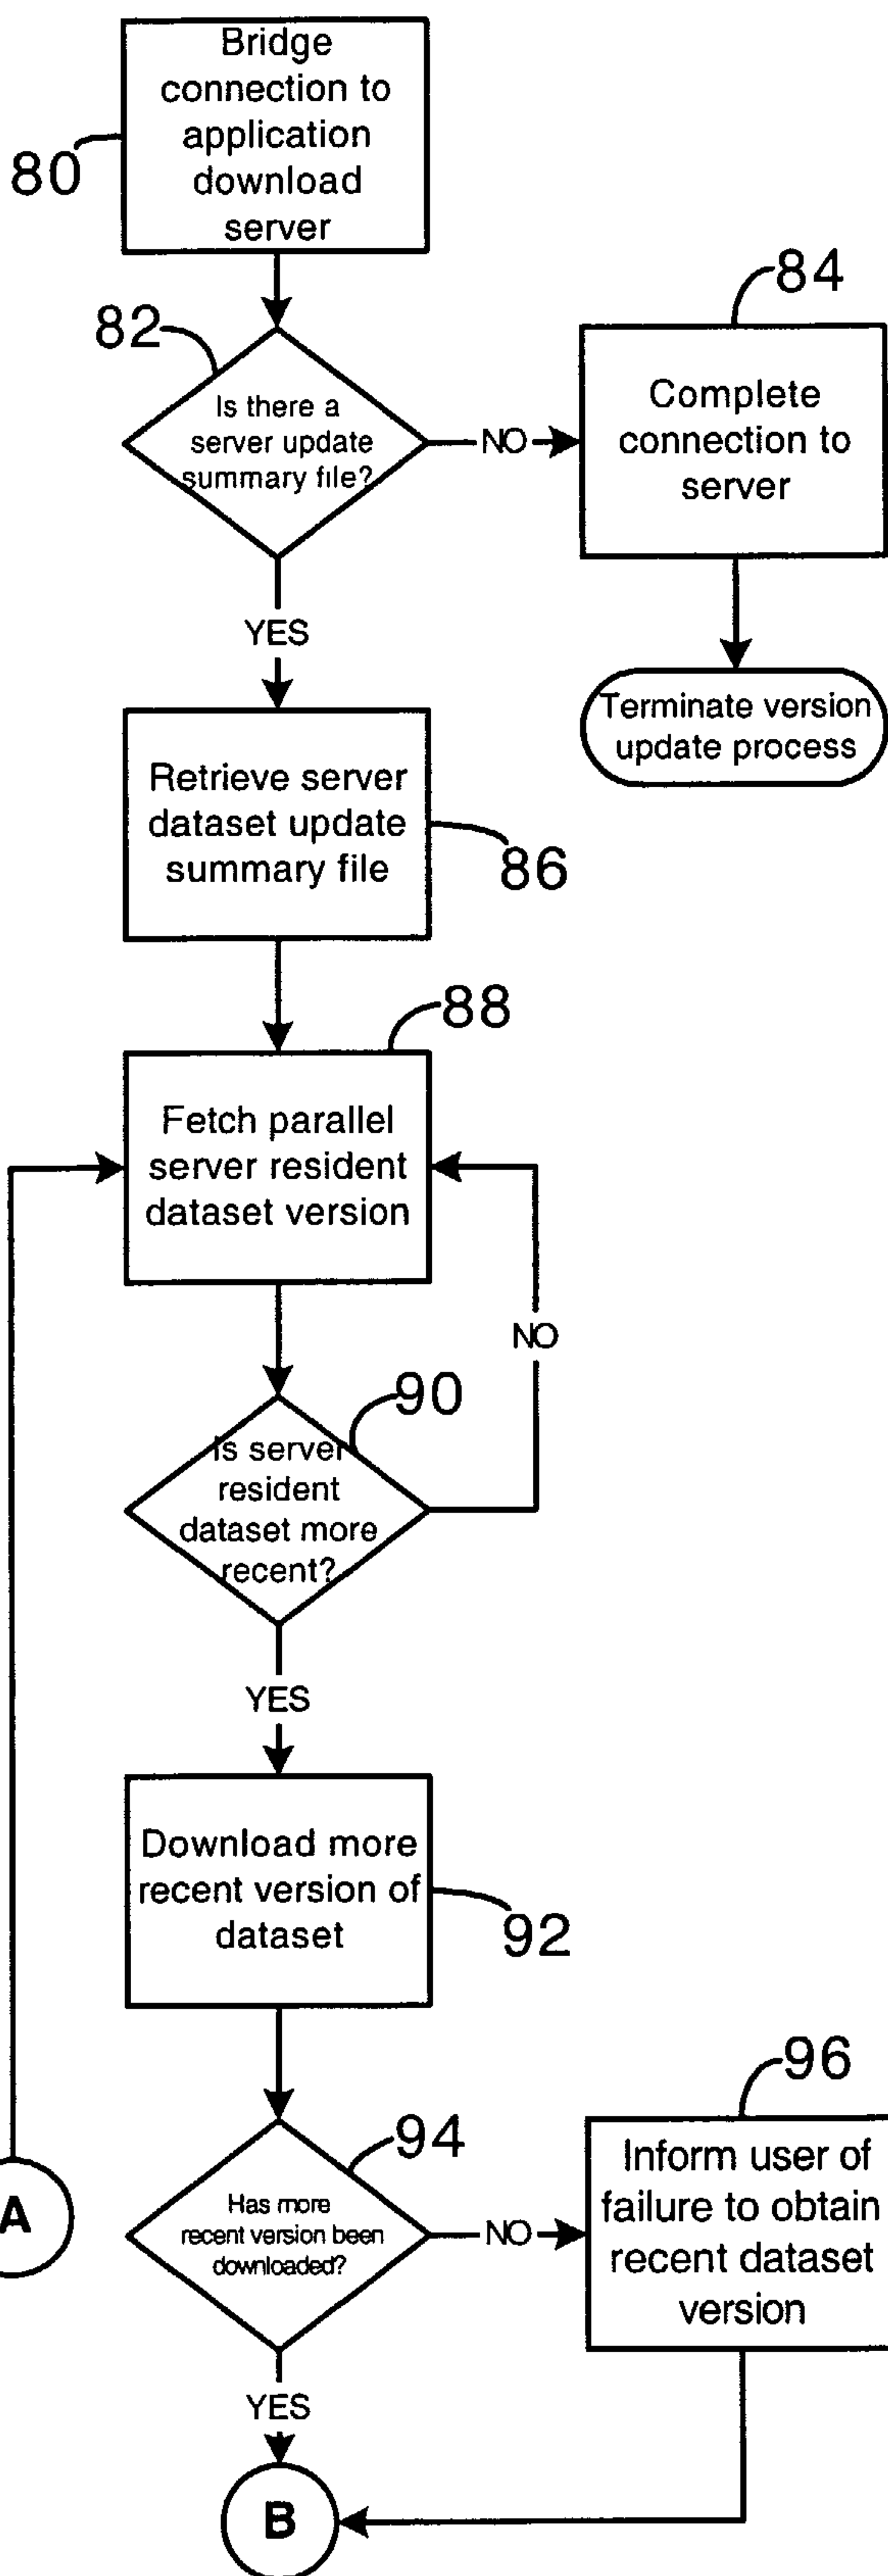 Bridge
connection to
application
download
server
80
82
Is there a
server update
summary file?
NO
84
Complete
connection to
server
YES
Terminate version
update process
Retrieve server
dataset update
summary file
86
88
Fetch parallel
server resident
dataset version
NO
90
Is server
resident
dataset more
recent?
YES
Download more
recent version of
dataset
92
94
Has more
recent version been
downloaded?
NO
96
Inform user of
failure to obtain
recent dataset
version
A
YES
B